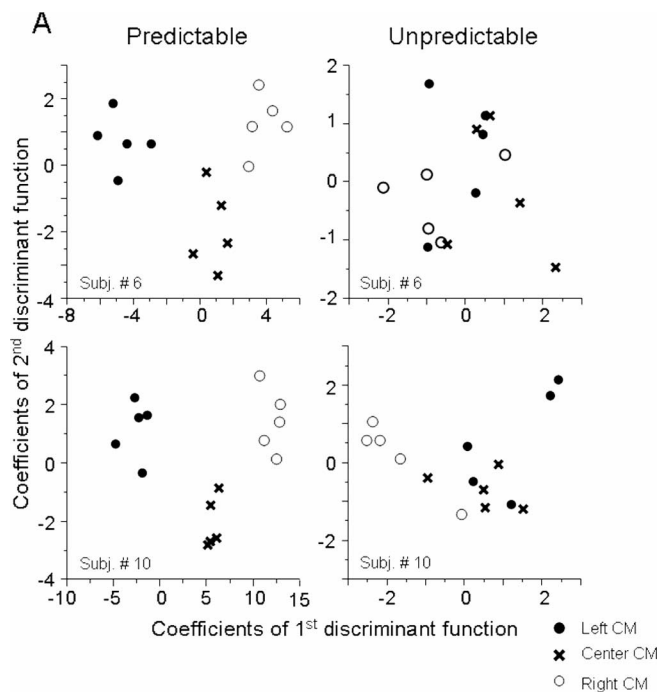 A
Predictable
Unpredictable
Coefficients of 2nd discriminant function
2
0
-2
-4
Subj. # 6
-8
-4
0
4
2
1
0
-1
-2
Subj. # 6
-2
0
2
4
2
0
-2
-4
Subj. # 10
-10
-5
0
5
10
15
2
0
-2
Subj. # 10
-2
0
2
Coefficients of 1st discriminant function
Left CM
Center CM
Right CM